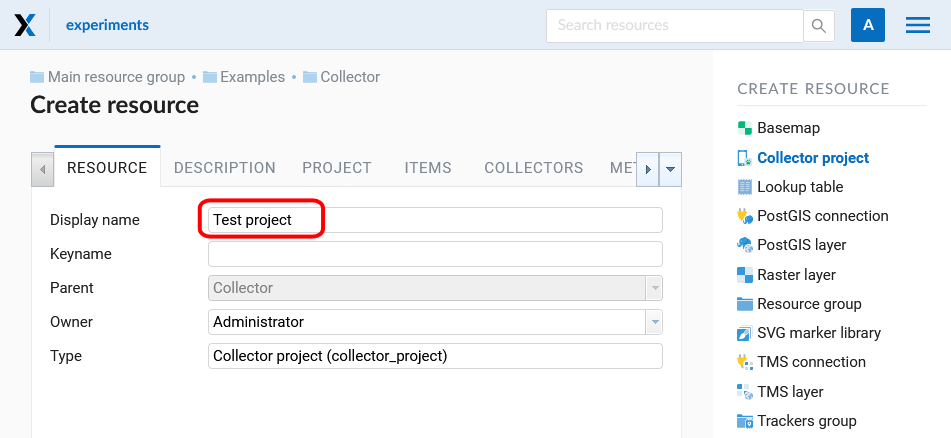 experiments
Search resources
A
Main resource group • Examples • Collector
Create resource
RESOURCE DESCRIPTION PROJECT ITEMS COLLECTORS MET
Display name Test project
Keyname
Parent Collector
Owner Administrator
Type Collector project (collector_project)
CREATE RESOURCE
Basemap
Collector project
Lookup table
PostGIS connection
PostGIS layer
Raster layer
Resource group
SVG marker library
TMS connection
TMS layer
Trackers group